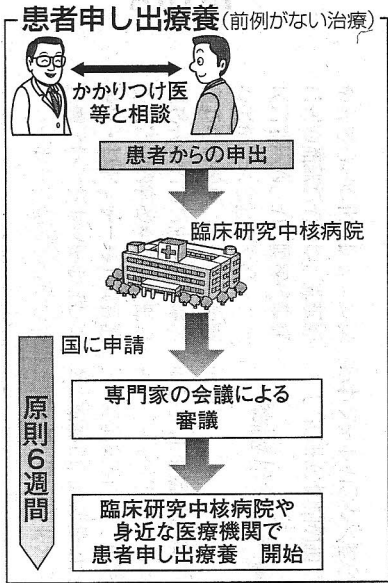 患者申し出療養(前例がない治療)
かかりつけ医
等と相談
患者からの申出
臨床研究中核病院
国に申請
原則6週間
専門家の会議による
審議
臨床研究中核病院や
身近な医療機関で
患者申し出療養 開始